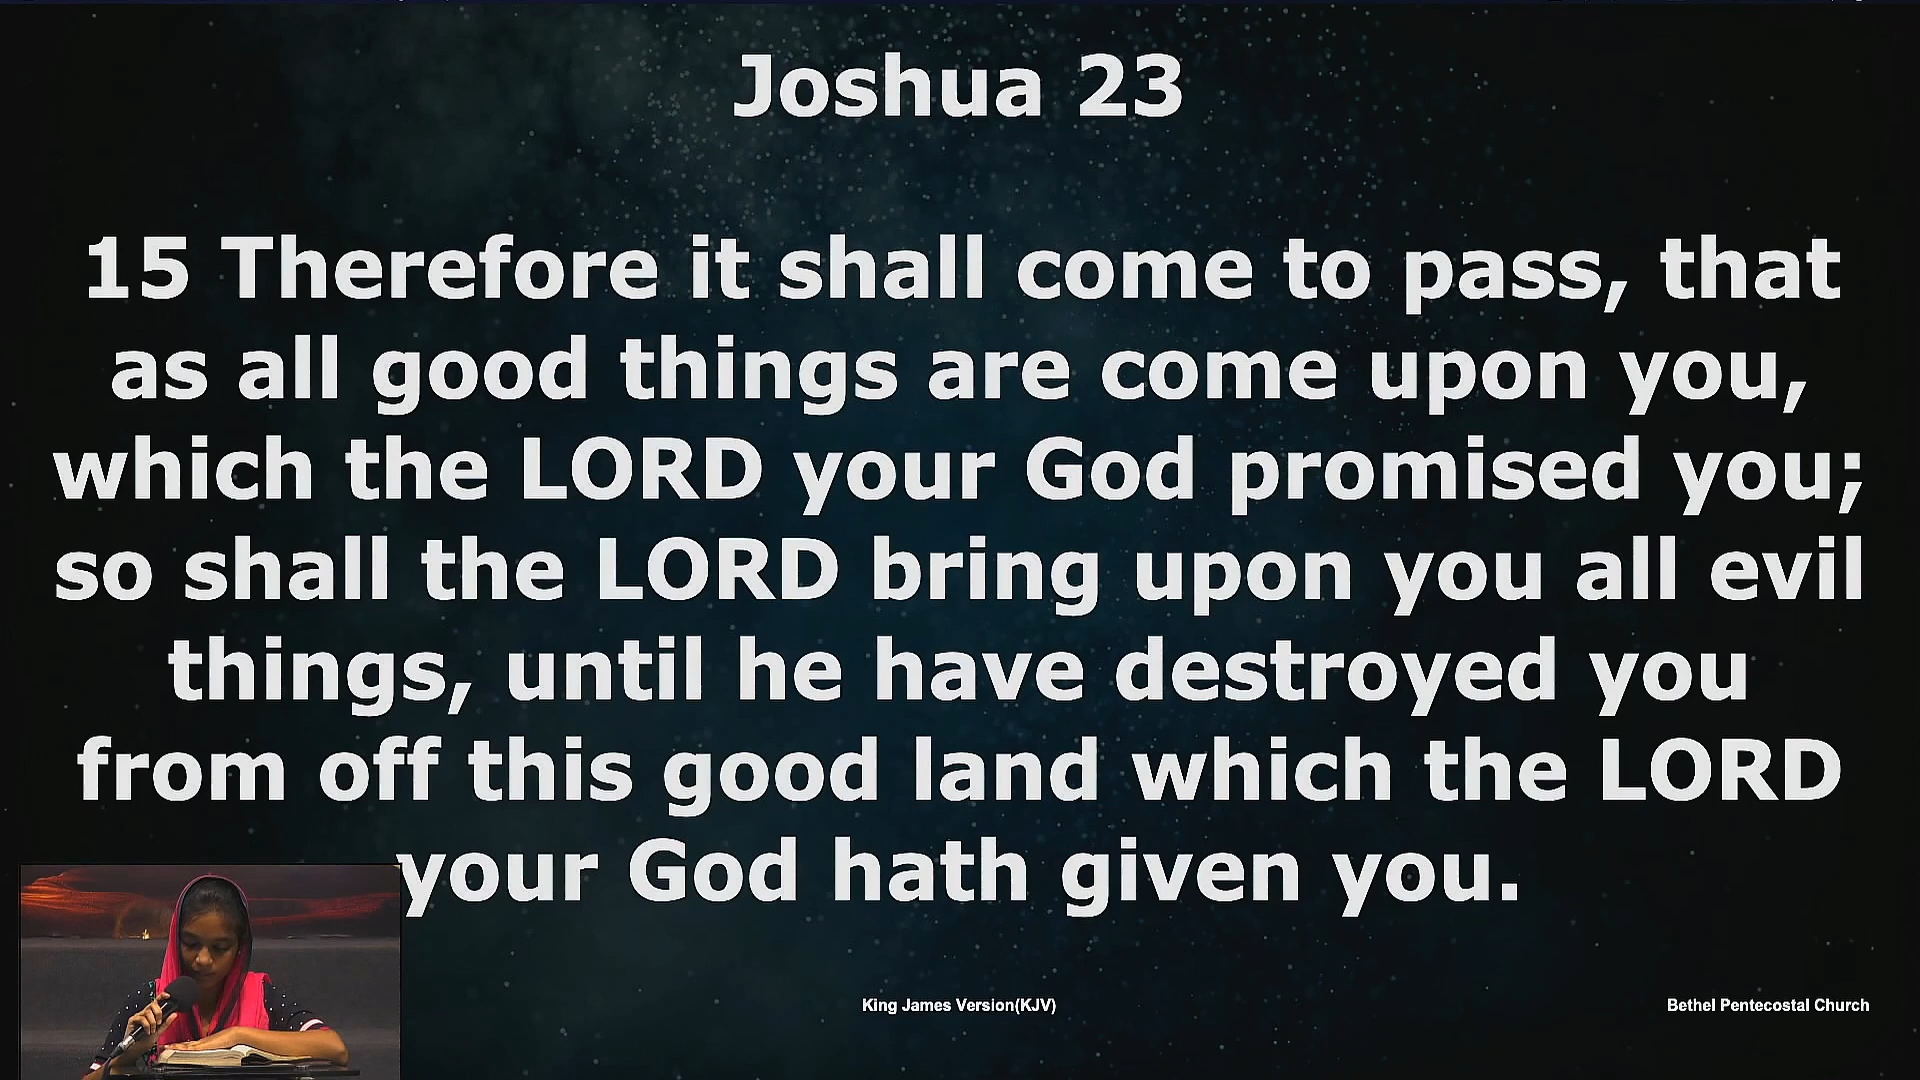 Joshua 23
15 Therefore it shall come to pass, that
as all good things are come upon you,
which the LORD your God promised you;
so shall the LORD bring upon you all evil
things, until he have destroyed you
from off this good land which the LORD
your God hath given you.
King James Version(KJV)
Bethel Pentecostal Church